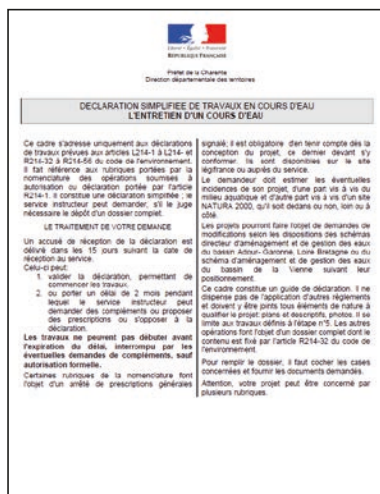 Liberté • Égalité • Fraternité
RÉPUBLIQUE FRANÇAISE
Préfet de la Charente
Direction départementale des territoires
DECLARATION SIMPLIFIEE DE TRAVAUX EN COURS D'EAU
L'ENTRETIEN D'UN COURS D'EAU
Ce cadre s'adresse uniquement aux déclarations
de travaux prévues aux articles L214-1 à L214- et
R214-32 à R214-56 du code de l'environnement.
Il fait référence aux rubriques portées par la
nomenclature des opérations soumises à
autorisation ou déclaration portée par l'article
R214-1. Il constitue une déclaration simplifiée ; le
service instructeur peut demander, s'il le juge
nécessaire le dépôt d'un dossier complet.
LE TRAITEMENT DE VOTRE DEMANDE
Un accusé de réception de la déclaration est
délivré dans les 15 jours suivant la date de
réception au service.
Celui-ci peut:
1. valider la déclaration, permettant de
commencer les travaux,
2. ou porter un délai de 2 mois pendant
lequel le service instructeur peut
demander des compléments ou proposer
des prescriptions ou s'opposer à la
déclaration.
Les travaux ne peuvent pas débuter avant
l'expiration du délai, interrompu par les
éventuelles demandes de compléments, sauf
autorisation formelle.
Certaines rubriques de la nomenclature font
l'objet d'un arrêté de prescriptions générales
signalé; il est obligatoire d'en tenir compte dès la
conception du projet, ce dernier devant s'y
conformer. Ils sont disponibles sur le site
légifrance ou auprès du service.
Le demandeur doit estimer les éventuelles
incidences de son projet, d'une part vis à vis du
milieu aquatique et d'autre part vis à vis d'un site
NATURA 2000, qu'il soit dedans ou non, loin ou à
côté.
Les projets pourront faire l'objet de demandes de
modifications selon les dispositions des schémas
directeur d'aménagement et de gestion des eaux
du bassin Adour-Garonne, Loire Bretagne ou du
schéma d'aménagement et de gestion des eaux
du bassin de la Vienne suivant leur
positionnement.
Ce cadre constitue un guide de déclaration. Il ne
dispense pas de l'application d'autres règlements
et doivent y être joints tous éléments de nature à
qualifier le projet: plans et descriptifs, photos. Il se
limite aux travaux définis à l'étape n°5. Les autres
opérations font l'objet d'un dossier complet dont le
contenu est fixé par l'article R214-32 du code de
l'environnement.
Pour remplir le dossier, il faut cocher les cases
concernées et fournir les documents demandés.
Attention, votre projet peut être concerné par
plusieurs rubriques.